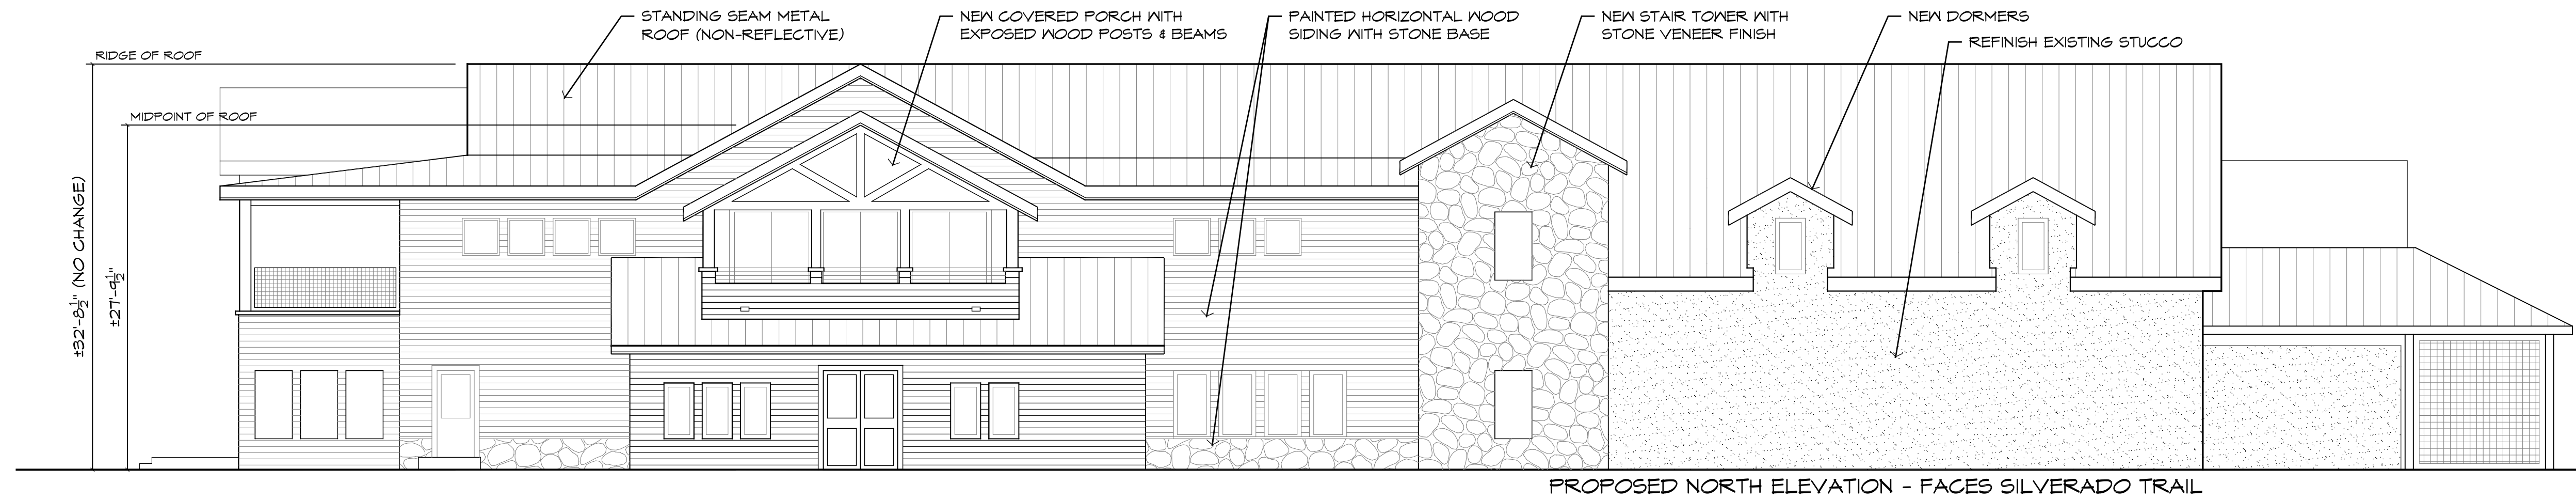 STANDING SEAM METAL
ROOF (NON-REFLECTIVE)
NEW COVERED PORCH WITH
EXPOSED WOOD POSTS & BEAMS
PAINTED HORIZONTAL WOOD
SIDING WITH STONE BASE
NEW STAIR TOWER WITH
STONE VENEER FINISH
NEW DORMERS
REFINISH EXISTING STUCCO
RIDGE OF ROOF
MIDPOINT OF ROOF
±32'-8½" (NO CHANGE)
±27'-9½"
PROPOSED NORTH ELEVATION - FACES SILVERADO TRAIL